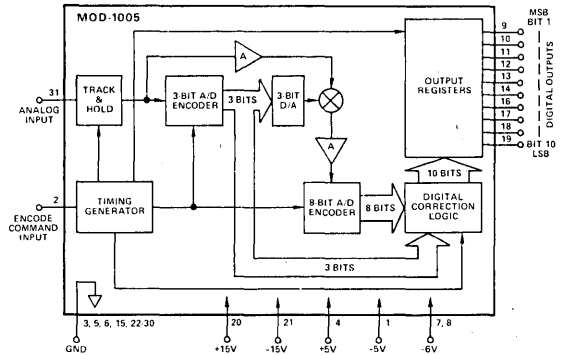 MOD-1005
MSB
BIT 1
9
10
11
12
13
14
16
17
18
19
BIT 10
LSB
DIGITAL OUTPUTS
OUTPUT
REGISTERS
A
31
ANALOG
INPUT
TRACK
&
HOLD
3-BIT A/D
ENCODER
3 BITS
3-BIT
D/A
A
10 BITS
2
ENCODE
COMMAND
INPUT
TIMING
GENERATOR
8-BIT A/D
ENCODER
8 BITS
DIGITAL
CORRECTION
LOGIC
3 BITS
3, 5, 6, 15, 22-30
20
21
4
1
7, 8
GND
+15V
-15V
+5V
-5V
-6V